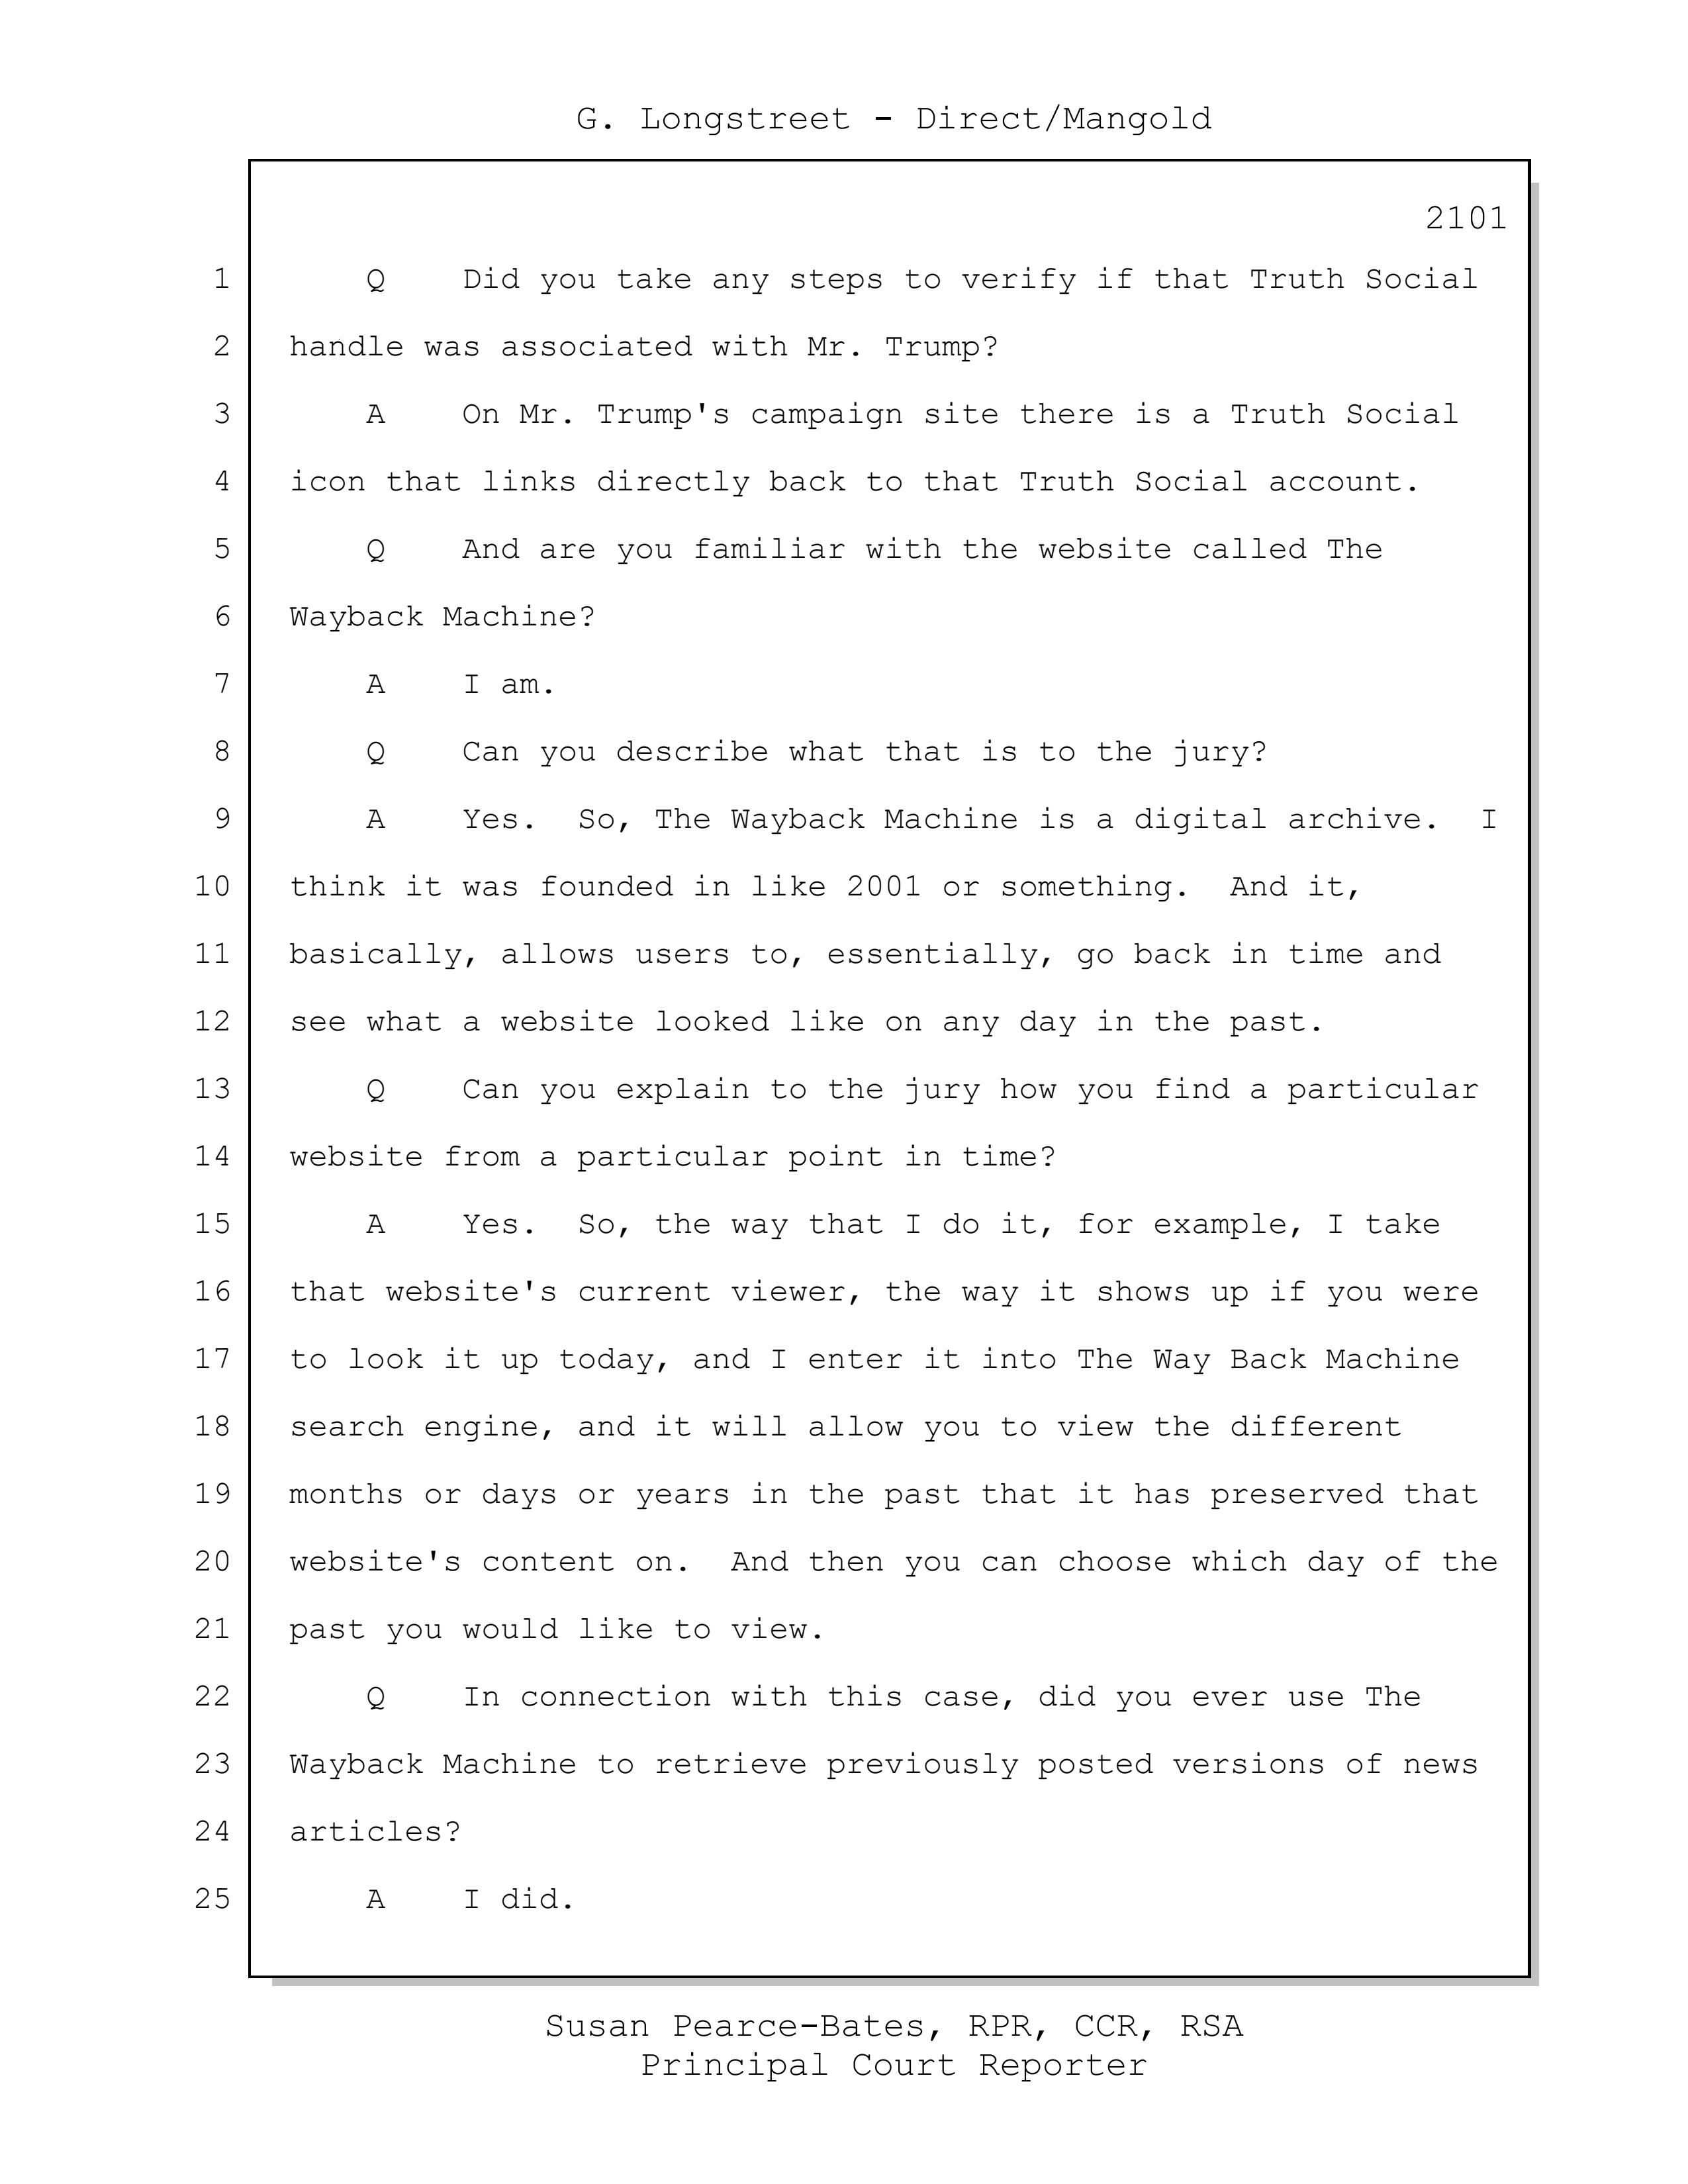 G. Longstreet - Direct/Mangold
2101
1 Q Did you take any steps to verify if that Truth Social
2 handle was associated with Mr. Trump?
3 A On Mr. Trump's campaign site there is a Truth Social
4 icon that links directly back to that Truth Social account.
5 Q And are you familiar with the website called The
6 Wayback Machine?
7 A I am.
8 Q Can you describe what that is to the jury?
9 A Yes. So, The Wayback Machine is a digital archive. I
10 think it was founded in like 2001 or something. And it,
11 basically, allows users to, essentially, go back in time and
12 see what a website looked like on any day in the past.
13 Q Can you explain to the jury how you find a particular
14 website from a particular point in time?
15 A Yes. So, the way that I do it, for example, I take
16 that website's current viewer, the way it shows up if you were
17 to look it up today, and I enter it into The Way Back Machine
18 search engine, and it will allow you to view the different
19 months or days or years in the past that it has preserved that
20 website's content on. And then you can choose which day of the
21 past you would like to view.
22 Q In connection with this case, did you ever use The
23 Wayback Machine to retrieve previously posted versions of news
24 articles?
25 A I did.
Susan Pearce-Bates, RPR, CCR, RSA
Principal Court Reporter